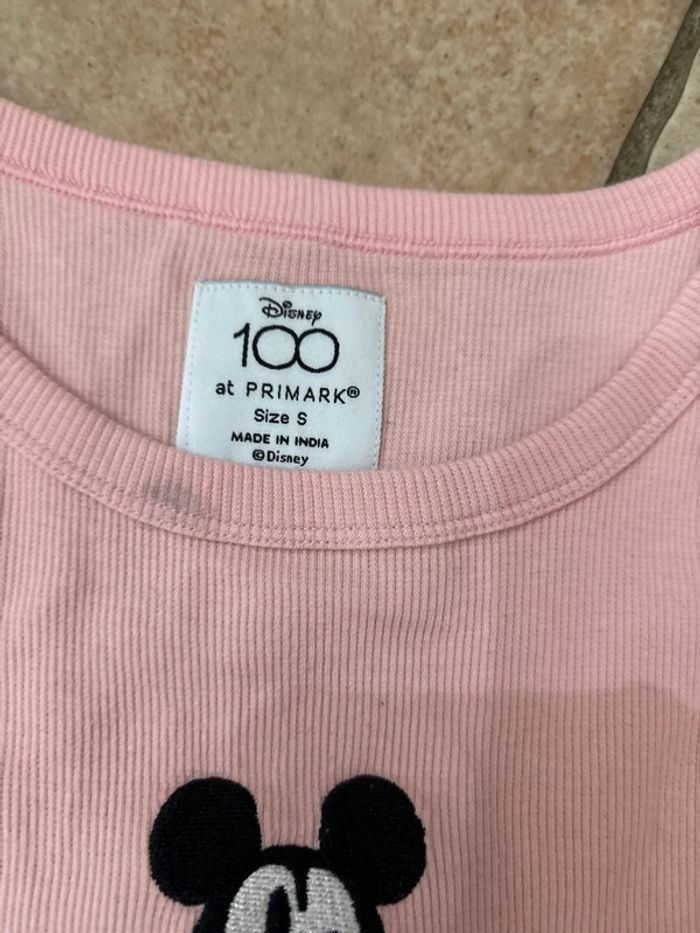 Disney
100
at PRIMARK®
Size S
MADE IN INDIA
©Disney